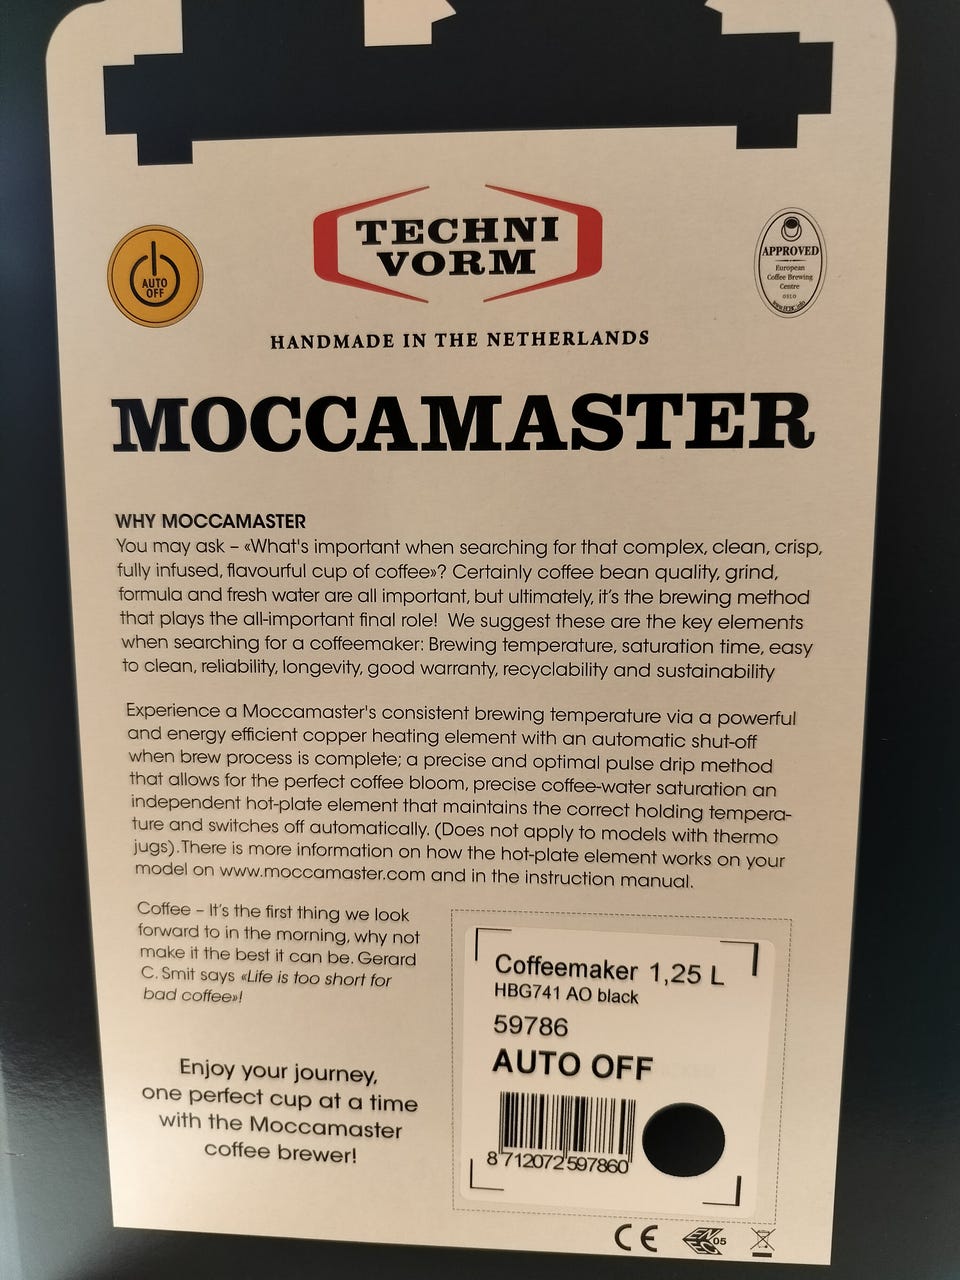 AUTO
OFF
TECHNI
VORM
APPROVED
European
Coffee Brewing
Centre
OSLO
HANDMADE IN THE NETHERLANDS
MOCCAMASTER
WHY MOCCAMASTER
You may ask – «What's important when searching for that complex, clean, crisp,
fully infused, flavourful cup of coffee»? Certainly coffee bean quality, grind,
formula and fresh water are all important, but ultimately, it's the brewing method
that plays the all-important final role! We suggest these are the key elements
when searching for a coffeemaker: Brewing temperature, saturation time, easy
to clean, reliability, longevity, good warranty, recyclability and sustainability
Experience a Moccamaster's consistent brewing temperature via a powerful
and energy efficient copper heating element with an automatic shut-off
when brew process is complete; a precise and optimal pulse drip method
that allows for the perfect coffee bloom, precise coffee-water saturation an
independent hot-plate element that maintains the correct holding tempera-
ture and switches off automatically. (Does not apply to models with thermo
jugs).There is more information on how the hot-plate element works on your
model on www.moccamaster.com and in the instruction manual.
Coffee – It's the first thing we look
forward to in the morning, why not
make it the best it can be. Gerard
C. Smit says «Life is too short for
bad coffee»!
Enjoy your journey,
one perfect cup at a time
with the Moccamaster
coffee brewer!
Coffeemaker 1,25 L
HBG741 AO black
59786
AUTO OFF
8 712072 597860
CE
05